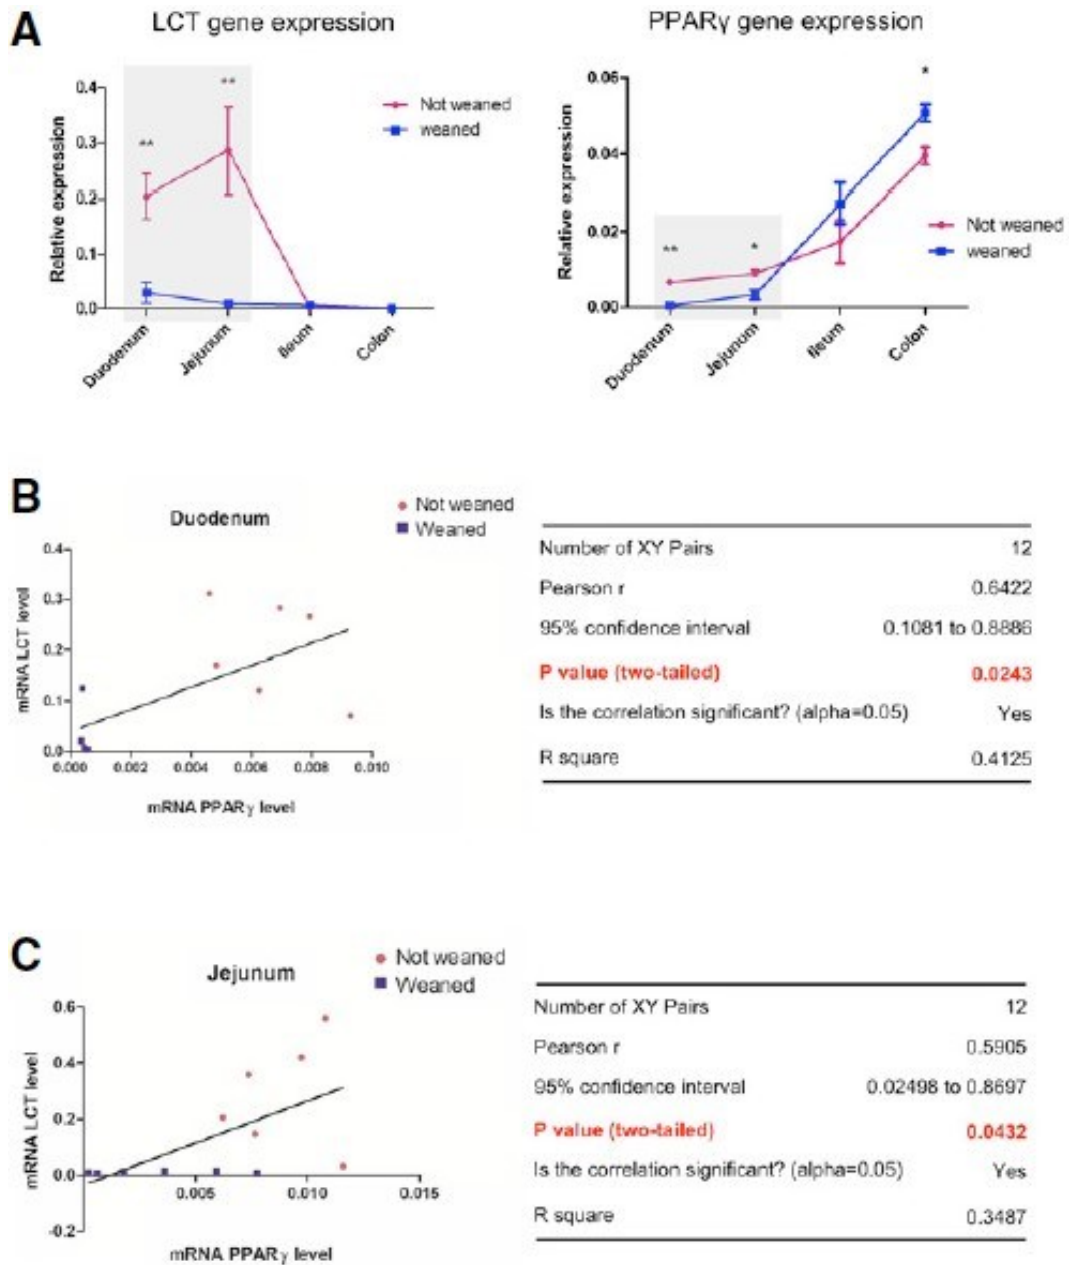 A
LCT gene expression
0.4
0.3
0.2
0.1
0.0
Relative expression
**
**
Not weaned
weaned
Duodenum
Jejunum
Ileum
Colon
PPARγ gene expression
0.06
0.04
0.02
0.00
Relative expression
**
*
*
Not weaned
weaned
Duodenum
Jejunum
Ileum
Colon
B
Duodenum
Not weaned
Weaned
0.4
0.3
0.2
0.1
0.0
mRNA LCT level
0.000 0.002 0.004 0.006 0.008 0.010
mRNA PPARγ level
Number of XY Pairs 12
Pearson r 0.6422
95% confidence interval 0.1081 to 0.8886
P value (two-tailed) 0.0243
Is the correlation significant? (alpha=0.05) Yes
R square 0.4125
C
Jejunum
Not weaned
Weaned
0.6
0.4
0.2
0.0
-0.2
mRNA LCT level
0.005 0.010 0.015
mRNA PPARγ level
Number of XY Pairs 12
Pearson r 0.5905
95% confidence interval 0.02498 to 0.8697
P value (two-tailed) 0.0432
Is the correlation significant? (alpha=0.05) Yes
R square 0.3487